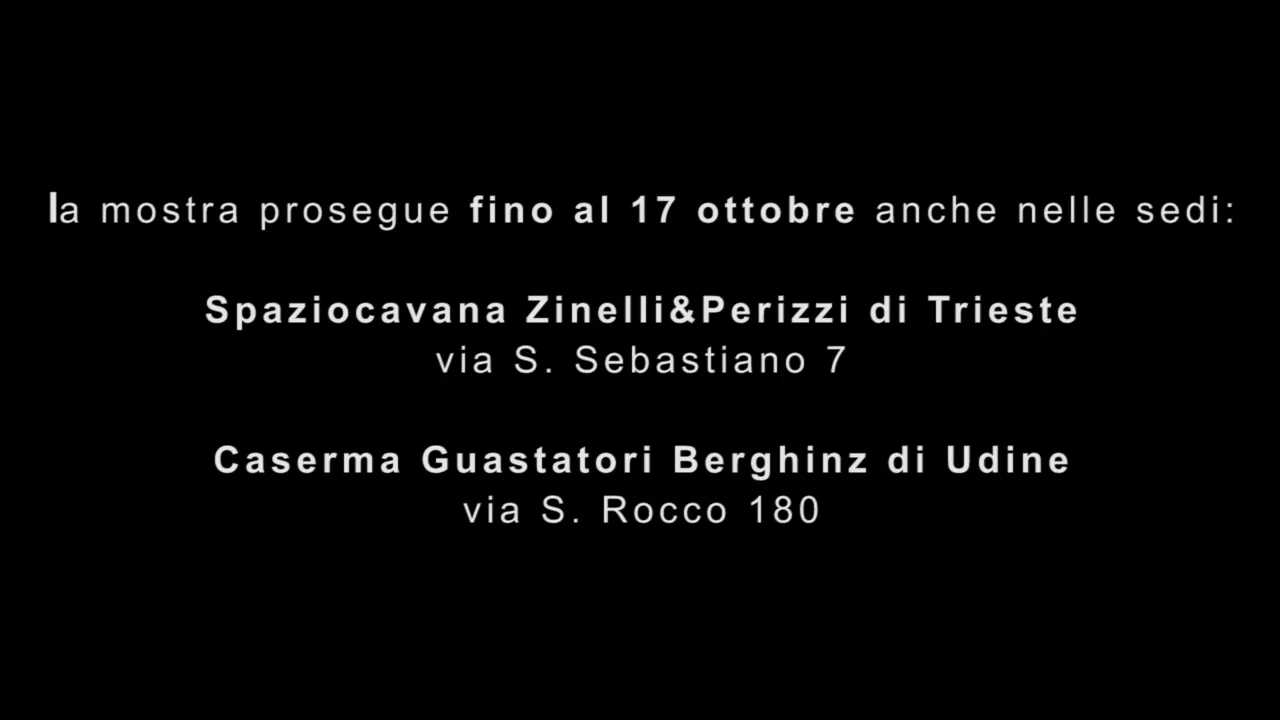 la mostra prosegue fino al 17 ottobre anche nelle sedi:
Spaziocavana Zinelli&Perizzi di Trieste
via S. Sebastiano 7
Caserma Guastatori Berghinz di Udine
via S. Rocco 180